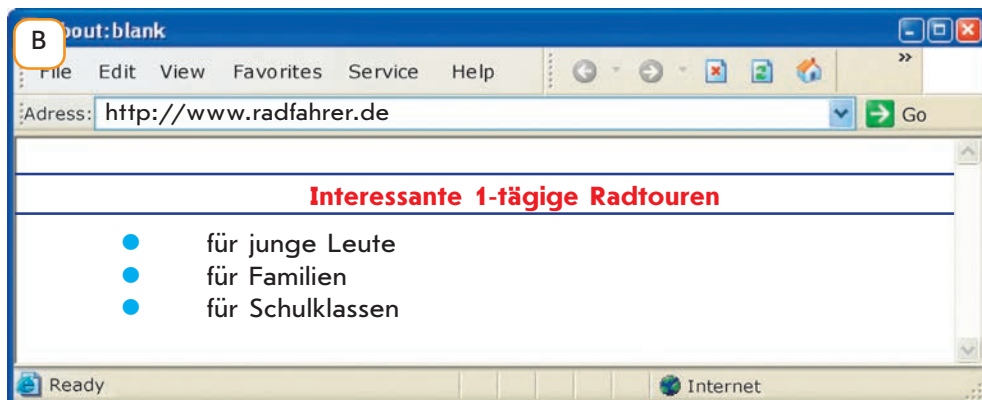 B
about:blank
File Edit View Favorites Service Help »
Adress: http://www.radfahrer.de Go
Interessante 1-tägige Radtouren
für junge Leute
für Familien
für Schulklassen
Ready Internet